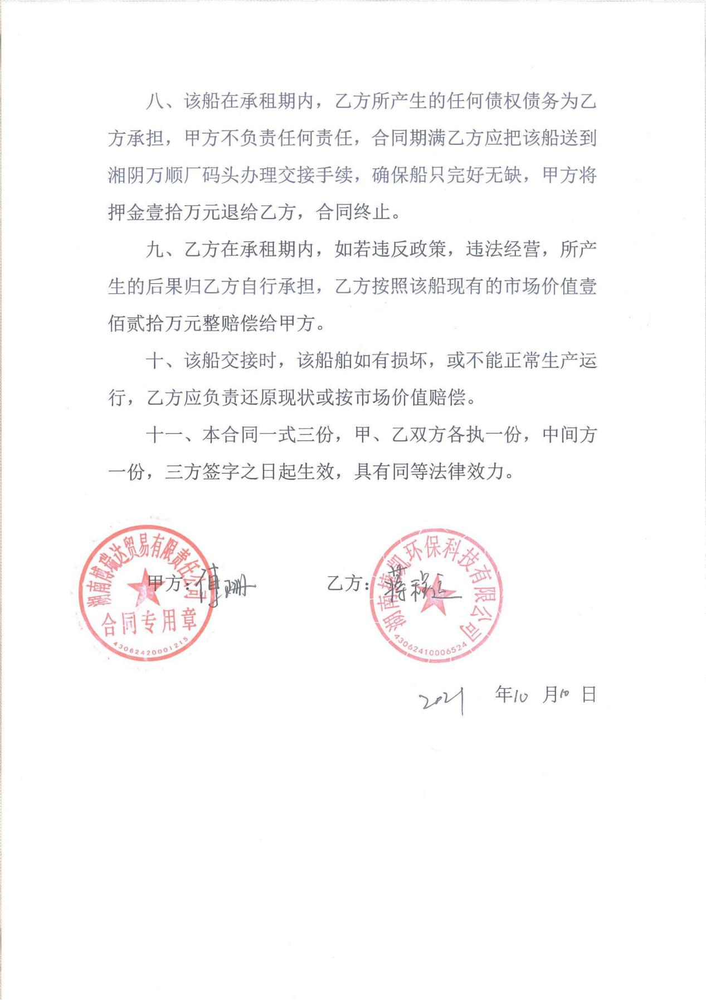 八、该船在承租期内，乙方所产生的任何债权债务为乙
方承担，甲方不负责任何责任，合同期满乙方应把该船送到
湘阴万顺厂码头办理交接手续，确保船只完好无缺，甲方将
押金壹拾万元退给乙方，合同终止。
九、乙方在承租期内，如若违反政策，违法经营，所产
生的后果归乙方自行承担，乙方按照该船现有的市场价值壹
佰贰拾万元整赔偿给甲方。
十、该船交接时，该船舶如有损坏，或不能正常生产运
行，乙方应负责还原现状或按市场价值赔偿。
十一、本合同一式三份，甲、乙双方各执一份，中间方
一份，三方签字之日起生效，具有同等法律效力。
湖南博瑞达贸易有限责任公司
甲方：傅珊
合同专用章
43062420001215
湖南捷凯环保科技有限公司
乙方：蒋
43062410006524
2021 年10 月10 日